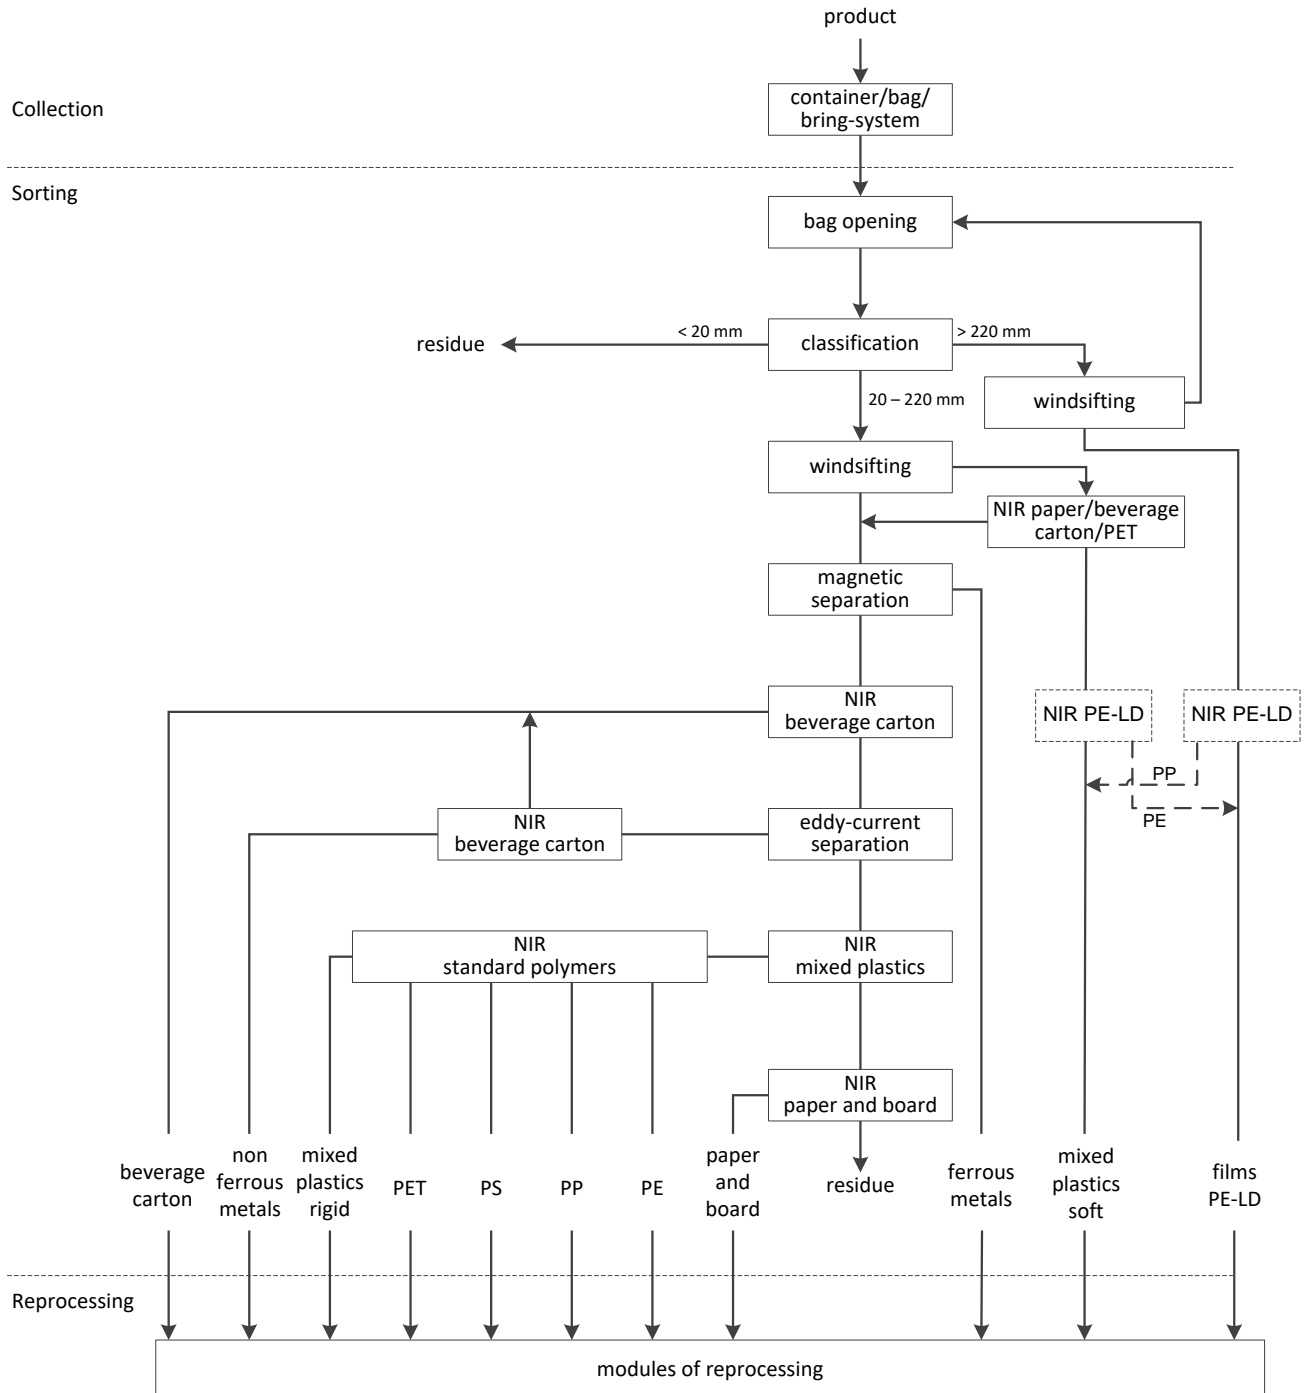 product
Collection
container/bag/
bring-system
Sorting
bag opening
< 20 mm
> 220 mm
residue
classification
20 – 220 mm
windsifting
windsifting
NIR paper/beverage
carton/PET
magnetic
separation
NIR
beverage carton
NIR PE-LD
NIR PE-LD
PP
PE
NIR
beverage carton
eddy-current
separation
NIR
standard polymers
NIR
mixed plastics
NIR
paper and board
beverage
carton
non
ferrous
metals
mixed
plastics
rigid
PET
PS
PP
PE
paper
and
board
residue
ferrous
metals
mixed
plastics
soft
films
PE-LD
Reprocessing
modules of reprocessing